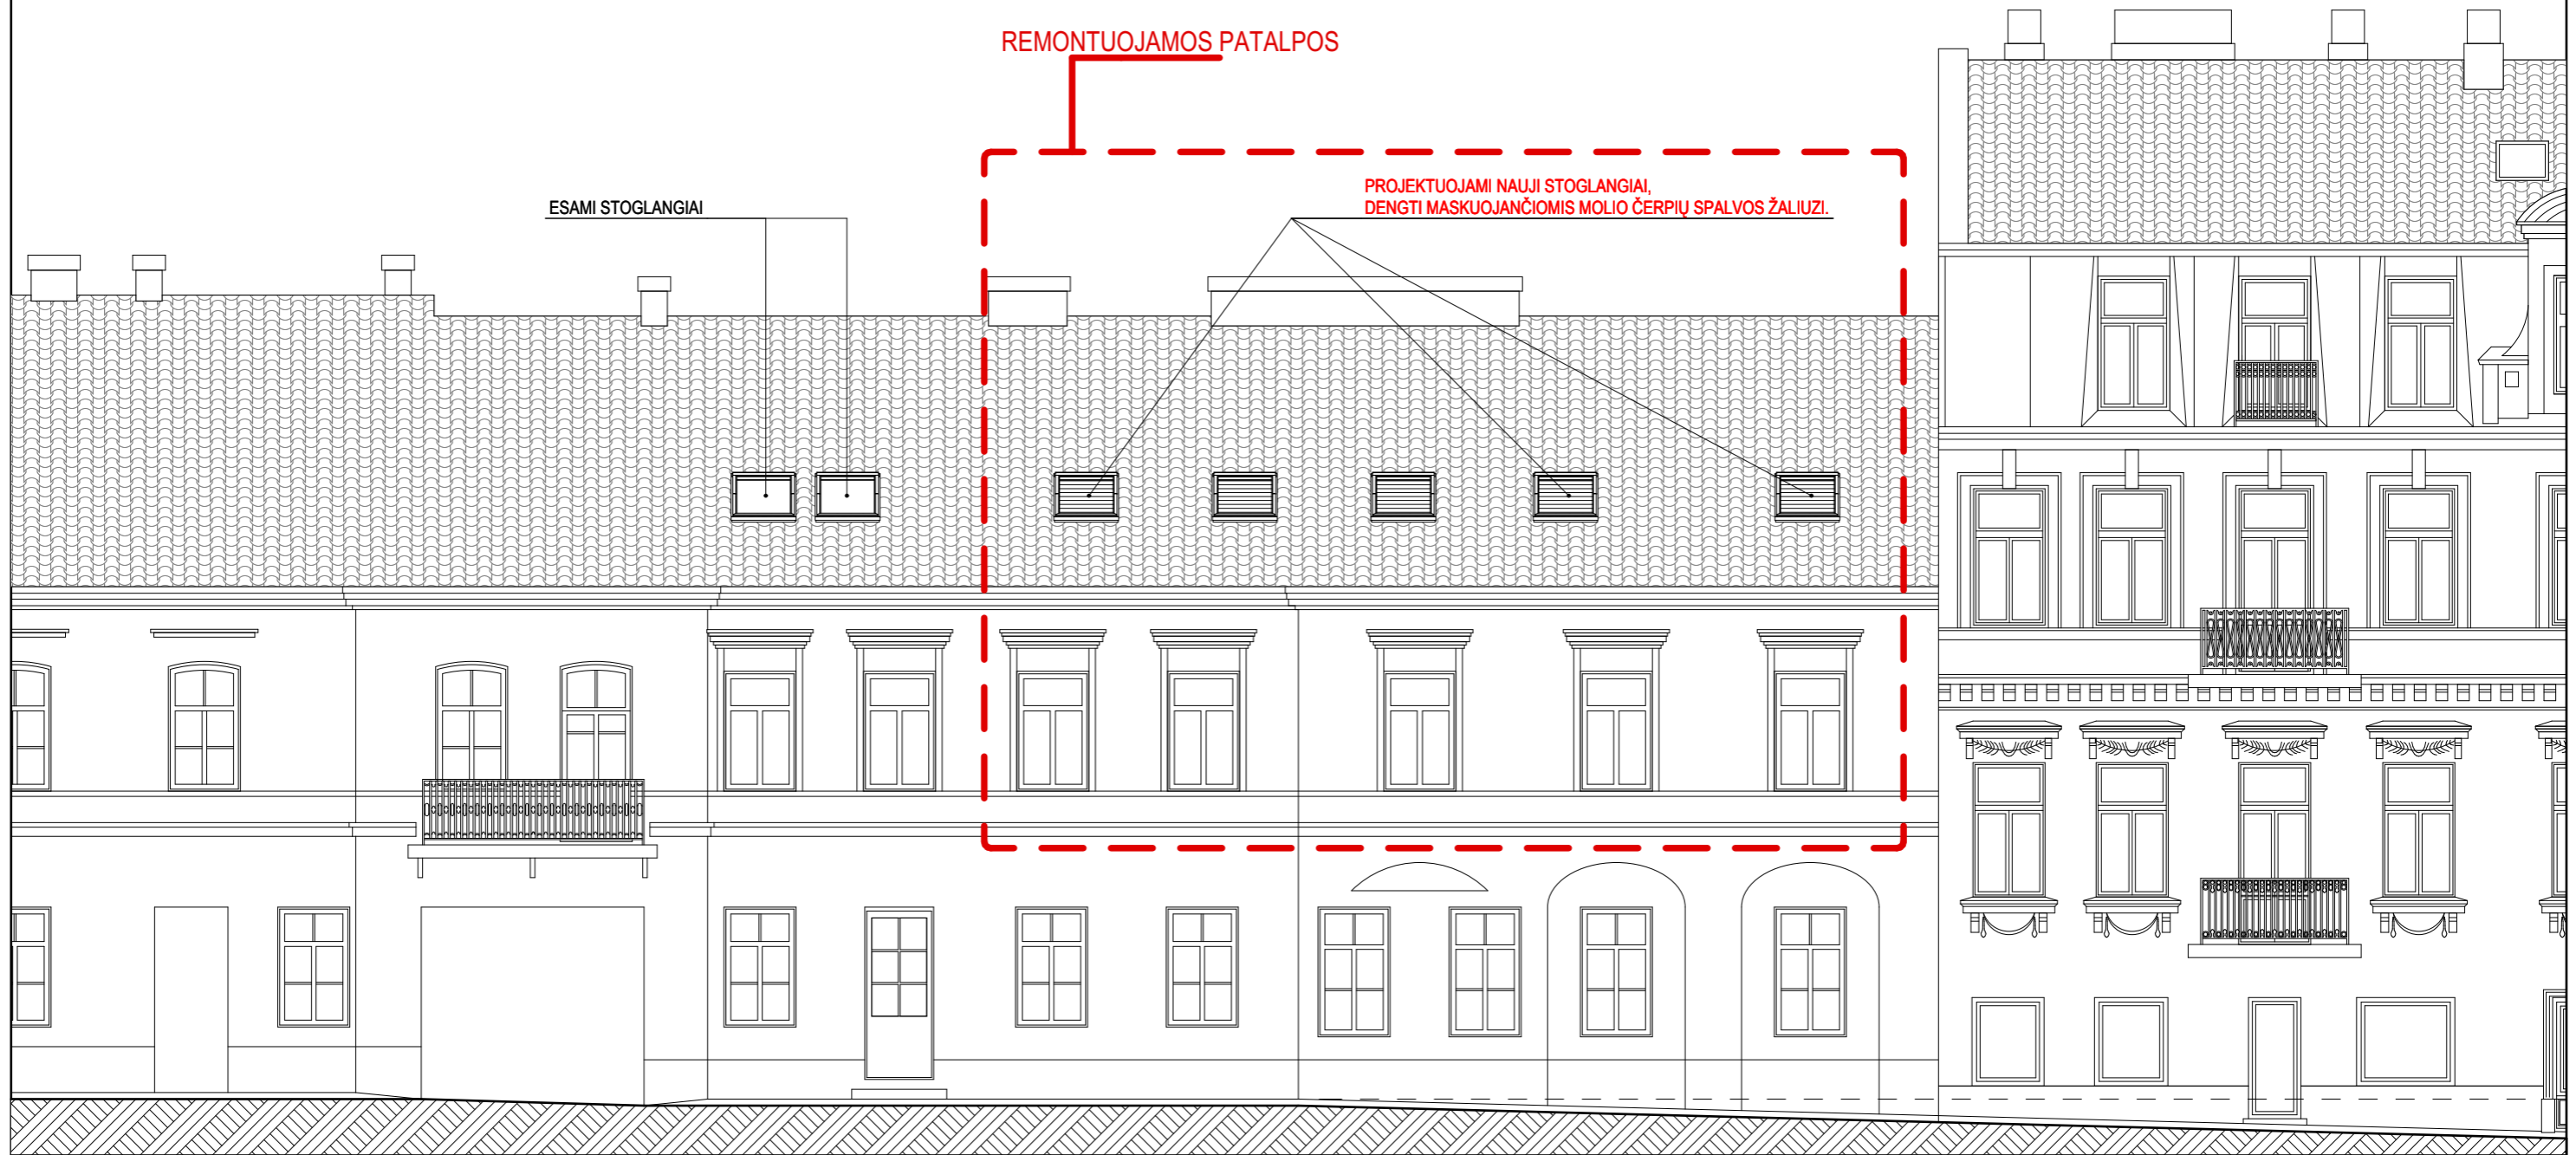 REMONTUOJAMOS PATALPOS
ESAMI STOGLANGIAI
PROJEKTUOJAMI NAUJI STOGLANGIAI,
DENGTI MASKUOJANČIOMIS MOLIO ČERPIŲ SPALVOS ŽALIUZI.